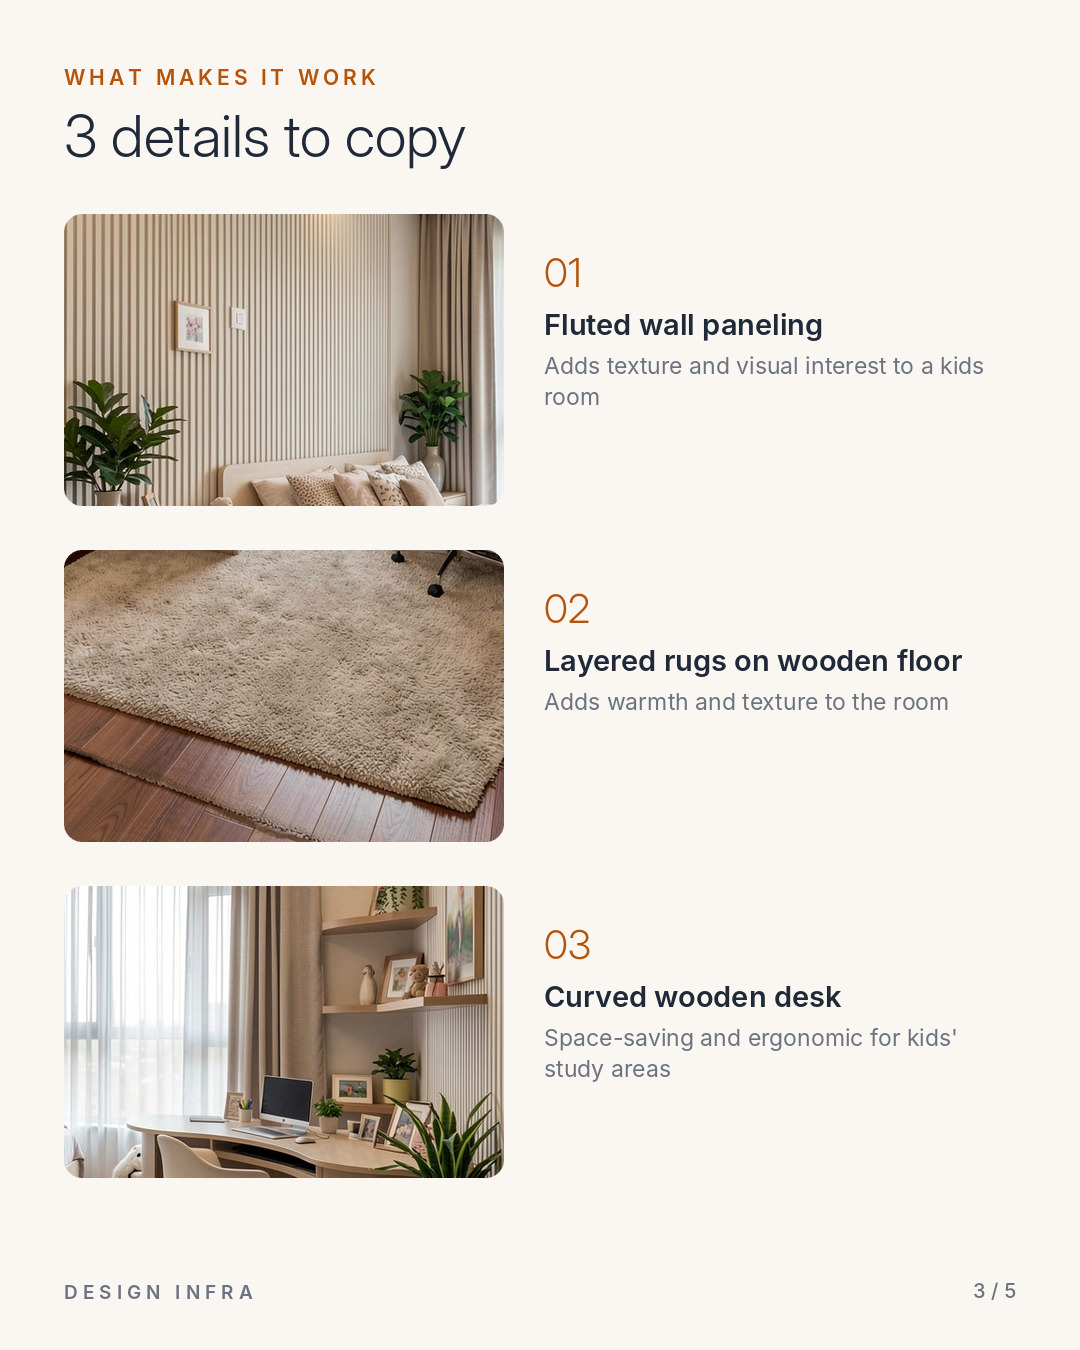 WHAT MAKES IT WORK
3 details to copy
01
Fluted wall paneling
Adds texture and visual interest to a kids
room
02
Layered rugs on wooden floor
Adds warmth and texture to the room
03
Curved wooden desk
Space-saving and ergonomic for kids'
study areas
DESIGN INFRA
3 / 5